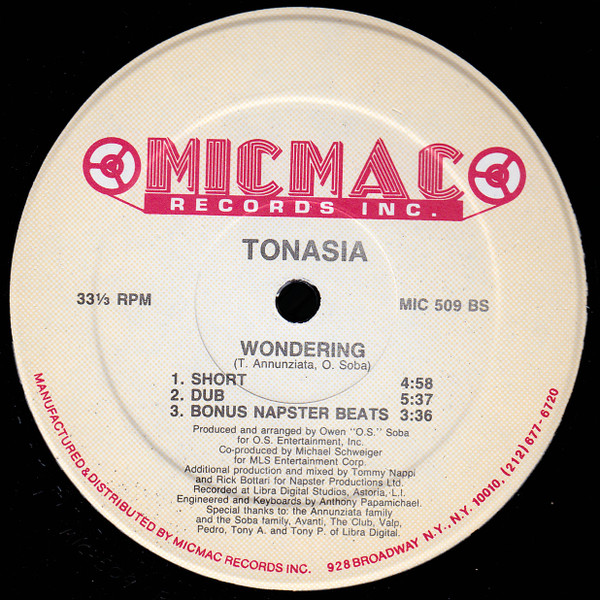 MICMAC
RECORDS INC.
TONASIA
33⅓ RPM
MIC 509 BS
WONDERING
(T. Annunziata, O. Soba)
1. SHORT 4:58
2. DUB 5:37
3. BONUS NAPSTER BEATS 3:36
Produced and arranged by Owen "O.S." Soba
for O.S. Entertainment, Inc.
Co-produced by Michael Schweiger
for MLS Entertainment Corp.
Additional production and mixed by Tommy Nappi
and Rick Bottari for Napster Productions Ltd.
Recorded at Libra Digital Studios, Astoria, L.I.
Engineered and Keyboards by Anthony Papamichael.
Special thanks: to the Annunziata family
and the Soba family, Avanti, The Club, Valp,
Pedro, Tony A. and Tony P. of Libra Digital.
MANUFACTURED & DISTRIBUTED BY MICMAC RECORDS INC. 928 BROADWAY N.Y., N.Y. 10010, (212) 677-6720